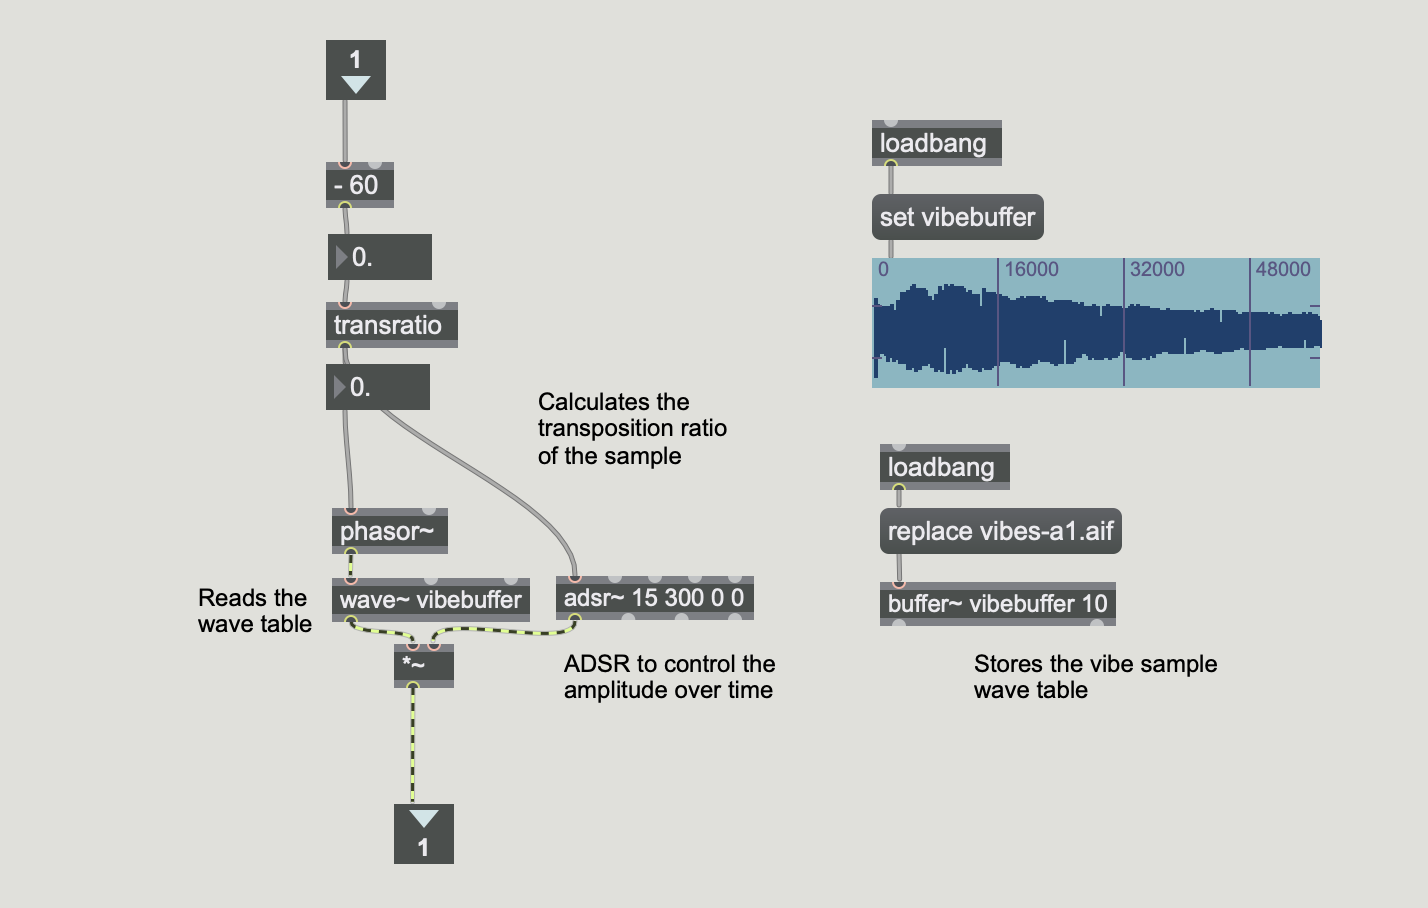 1
- 60
0.
transratio
0.
Calculates the
transposition ratio
of the sample
phasor~
Reads the
wave table
wave~ vibebuffer
adsr~ 15 300 0 0
*~
ADSR to control the
amplitude over time
1
loadbang
set vibebuffer
0 16000 32000 48000
loadbang
replace vibes-a1.aif
buffer~ vibebuffer 10
Stores the vibe sample
wave table